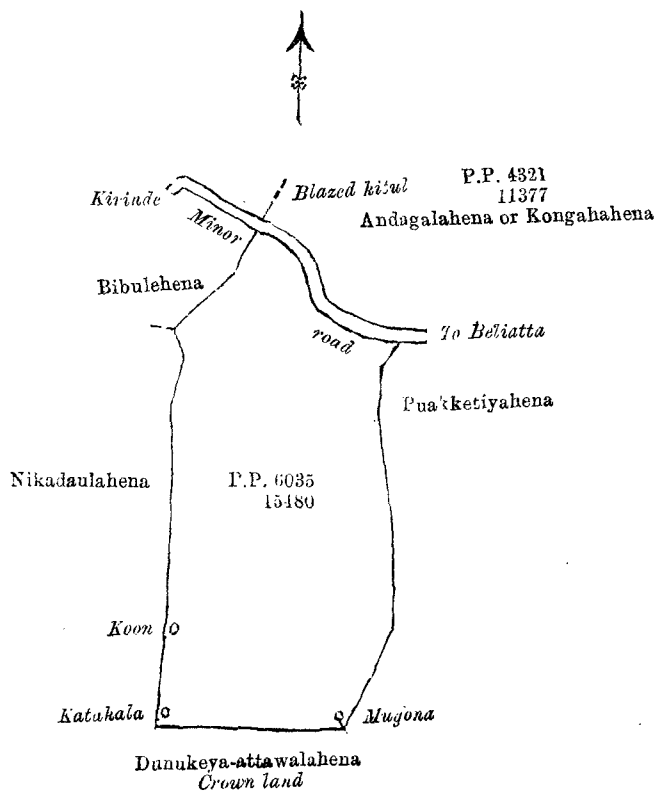 Kirinde
Blazed kitul
P.P. 4321
11377
Andagalahena or Kongahahena
Minor
Bibulehena
road
To Beliatta
Puakketiyahena
Nikadaulahena
P.P. 6035
15480
Koon
Katakala
Mugona
Dunukeya-attawalahena
Crown land